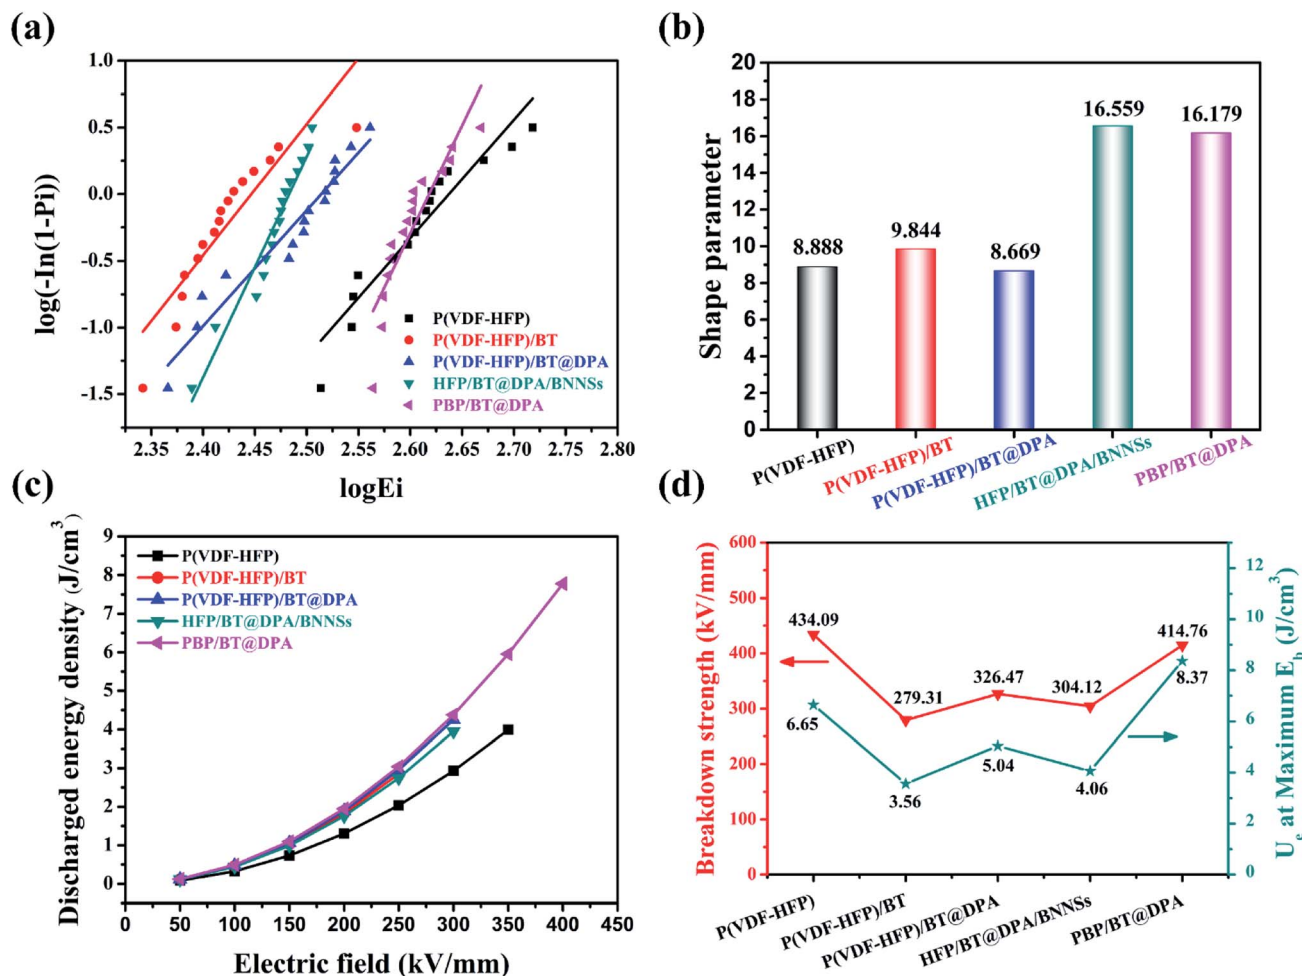 (a)
1.0
0.5
0.0
-0.5
-1.0
-1.5
log(-In(1-Pi))
P(VDF-HFP)
P(VDF-HFP)/BT
P(VDF-HFP)/BT@DPA
HFP/BT@DPA/BNNSs
PBP/BT@DPA
2.35 2.40 2.45 2.50 2.55 2.60 2.65 2.70 2.75 2.80
logEi
(b)
20
18
16
14
12
10
8
6
4
2
0
Shape parameter
8.888
9.844
8.669
16.559
16.179
P(VDF-HFP)
P(VDF-HFP)/BT
P(VDF-HFP)/BT@DPA
HFP/BT@DPA/BNNSs
PBP/BT@DPA
(c)
9
8
7
6
5
4
3
2
1
0
Discharged energy density (J/cm³)
P(VDF-HFP)
P(VDF-HFP)/BT
P(VDF-HFP)/BT@DPA
HFP/BT@DPA/BNNSs
PBP/BT@DPA
0 50 100 150 200 250 300 350 400 450
Electric field (kV/mm)
(d)
600
500
400
300
200
100
0
Breakdown strength (kV/mm)
434.09
279.31
326.47
304.12
414.76
6.65
3.56
5.04
4.06
8.37
12
10
8
6
4
2
0
Uₑ at Maximum E_b (J/cm³)
P(VDF-HFP)
P(VDF-HFP)/BT
P(VDF-HFP)/BT@DPA
HFP/BT@DPA/BNNSs
PBP/BT@DPA